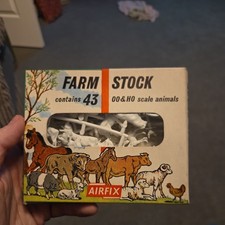 FARM STOCK
contains 43 OO&HO scale animals
AIRFIX